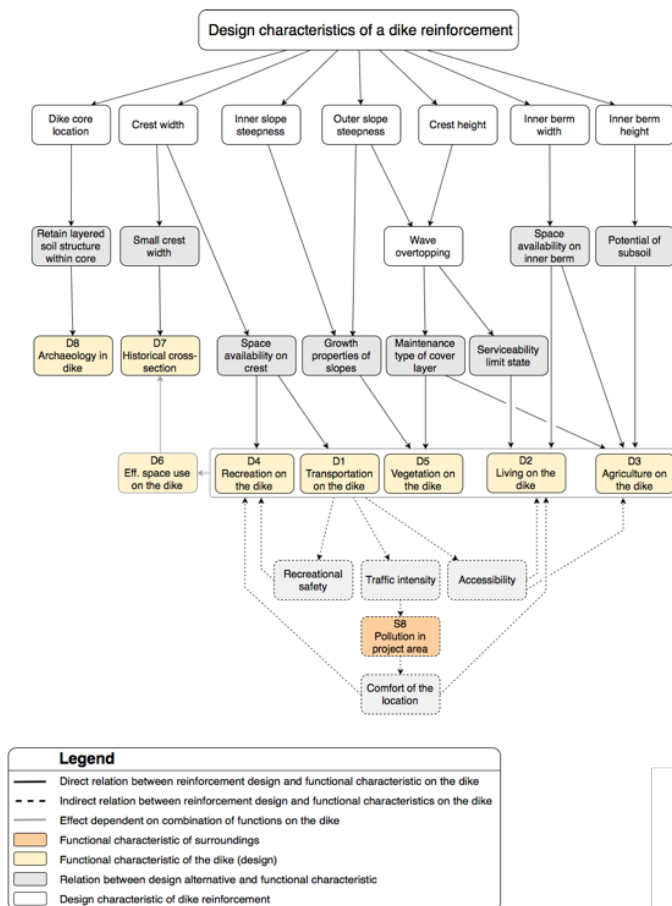 Design characteristics of a dike reinforcement
Dike core
location
Crest width
Inner slope
steepness
Outer slope
steepness
Crest height
Inner berm
width
Inner berm
height
Retain layered
soil structure
within core
Small crest
width
Wave
overtopping
Space
availability on
inner berm
Potential of
subsoil
D8
Archaeology in
dike
D7
Historical cross-
section
Space
availability on
crest
Growth
properties of
slopes
Maintenance
type of cover
layer
Serviceability
limit state
D6
Eff. space use
on the dike
D4
Recreation on
the dike
D1
Transportation
on the dike
D5
Vegetation on
the dike
D2
Living on the
dike
D3
Agriculture on
the dike
Recreational
safety
Traffic intensity
Accessibility
S8
Pollution in
project area
Comfort of the
location
Legend
Direct relation between reinforcement design and functional characteristic on the dike
Indirect relation between reinforcement design and functional characteristics on the dike
Effect dependent on combination of functions on the dike
Functional characteristic of surroundings
Functional characteristic of the dike (design)
Relation between design alternative and functional characteristic
Design characteristic of dike reinforcement